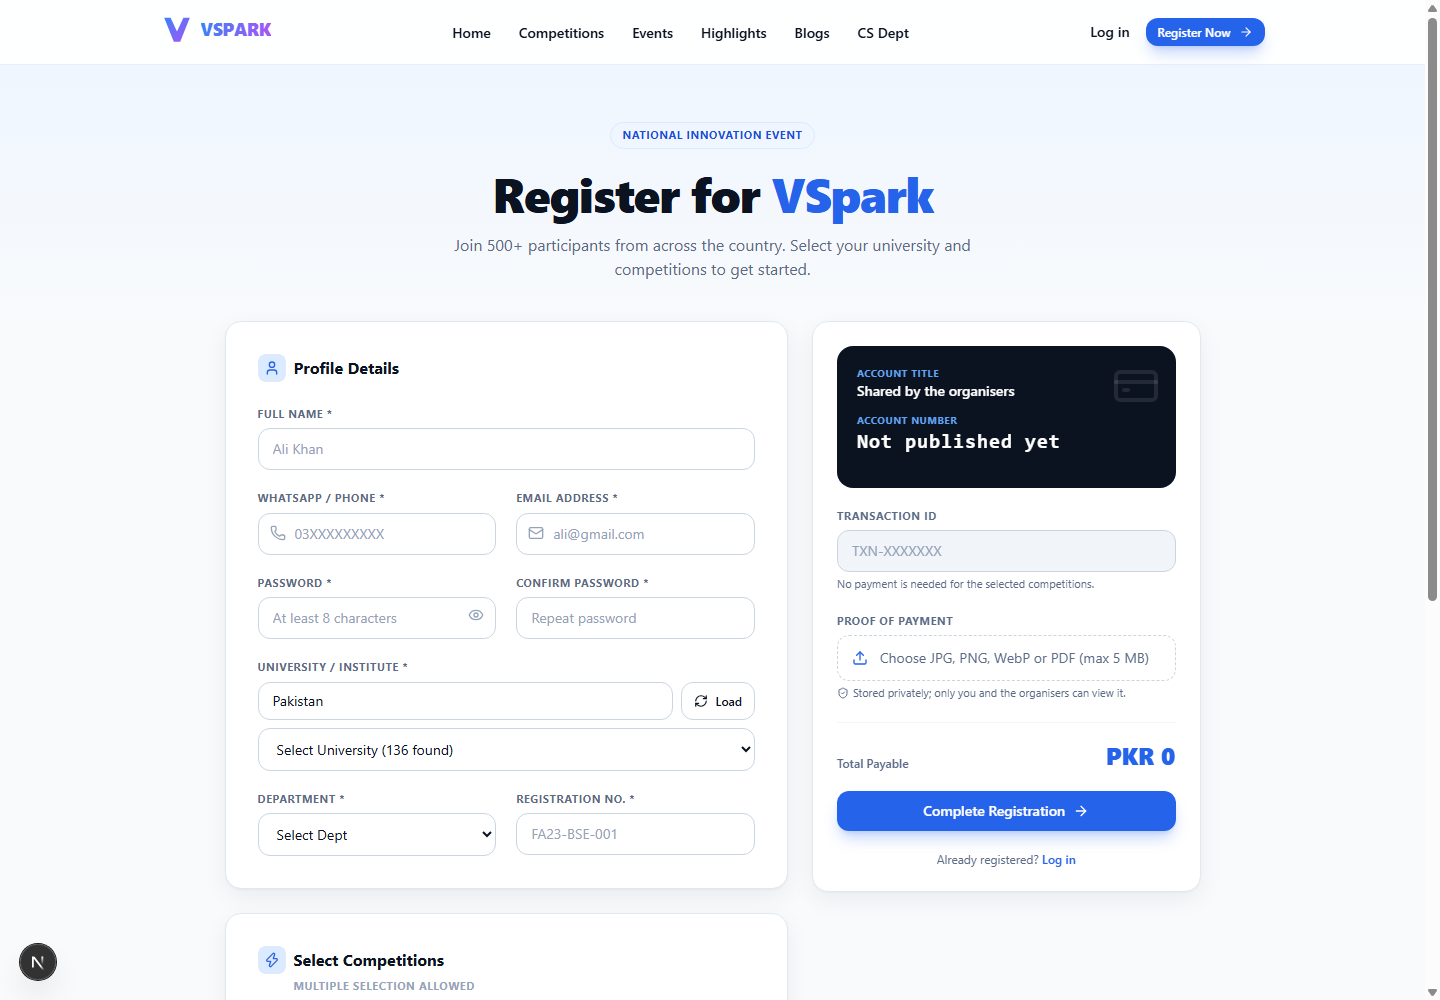 VSPARK
Home
Competitions
Events
Highlights
Blogs
CS Dept
Log in
Register Now
NATIONAL INNOVATION EVENT
Register for VSpark
Join 500+ participants from across the country. Select your university and
competitions to get started.
Profile Details
FULL NAME *
Ali Khan
WHATSAPP / PHONE *
EMAIL ADDRESS *
03XXXXXXXXX
ali@gmail.com
PASSWORD *
CONFIRM PASSWORD *
At least 8 characters
Repeat password
UNIVERSITY / INSTITUTE *
Pakistan
Load
Select University (136 found)
DEPARTMENT *
REGISTRATION NO. *
Select Dept
FA23-BSE-001
Select Competitions
MULTIPLE SELECTION ALLOWED
ACCOUNT TITLE
Shared by the organisers
ACCOUNT NUMBER
Not published yet
TRANSACTION ID
TXN-XXXXXXX
No payment is needed for the selected competitions.
PROOF OF PAYMENT
Choose JPG, PNG, WebP or PDF (max 5 MB)
Stored privately; only you and the organisers can view it.
Total Payable
PKR 0
Complete Registration
Already registered? Log in
N